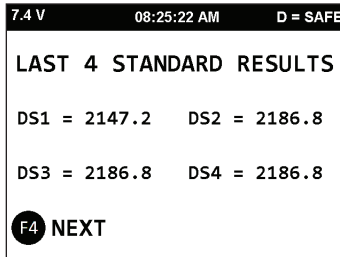 7.4 V 08:25:22 AM D = SAFE
LAST 4 STANDARD RESULTS
DS1 = 2147.2 DS2 = 2186.8
DS3 = 2186.8 DS4 = 2186.8
F4 NEXT